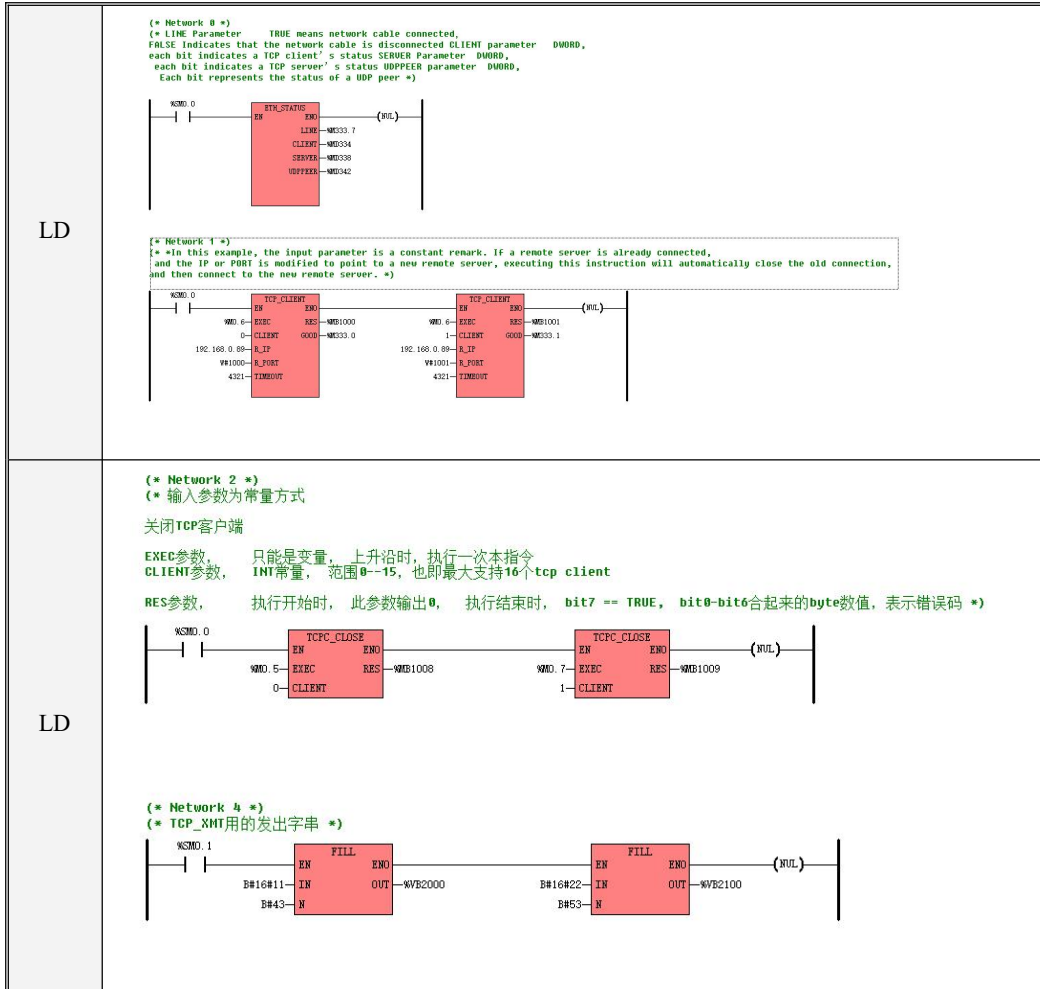 LD
(* Network 0 *)
(* LINE Parameter TRUE means network cable connected,
FALSE Indicates that the network cable is disconnected CLIENT parameter DWORD,
each bit indicates a TCP client's status SERVER Parameter DWORD,
each bit indicates a TCP server's status UDPPEER parameter DWORD,
Each bit represents the status of a UDP peer *)
%SM0.0 ETH_STATUS
EN ENO (NUL)
LINE %M333.7
CLIENT %MD334
SERVER %MD338
UDPPEER %MD342
(* Network 1 *)
(* *In this example, the input parameter is a constant remark. If a remote server is already connected,
and the IP or PORT is modified to point to a new remote server, executing this instruction will automatically close the old connection,
and then connect to the new remote server. *)
%SM0.0 TCP_CLIENT TCP_CLIENT
EN ENO EN ENO (NUL)
%M0.6 EXEC RES %MB1000 %M0.6 EXEC RES %MB1001
0 CLIENT GOOD %M333.0 1 CLIENT GOOD %M333.1
192.168.0.89 R_IP 192.168.0.89 R_IP
W#1000 R_PORT W#1001 R_PORT
4321 TIMEOUT 4321 TIMEOUT
LD
(* Network 2 *)
(* 输入参数为常量方式
关闭TCP客户端
EXEC参数, 只能是变量, 上升沿时, 执行一次本指令
CLIENT参数, INT常量, 范围0--15, 也即最大支持16个tcp client
RES参数, 执行开始时, 此参数输出0, 执行结束时, bit7 == TRUE, bit0-bit6合起来的byte数值, 表示错误码 *)
%SM0.0 TCPC_CLOSE TCPC_CLOSE
EN ENO EN ENO (NUL)
%M0.5 EXEC RES %MB1008 %M0.7 EXEC RES %MB1009
0 CLIENT 1 CLIENT
(* Network 4 *)
(* TCP_XMT用的发出字串 *)
%SM0.1 FILL FILL
EN ENO EN ENO (NUL)
B#16#11 IN OUT %VB2000 B#16#22 IN OUT %VB2100
B#43 N B#53 N